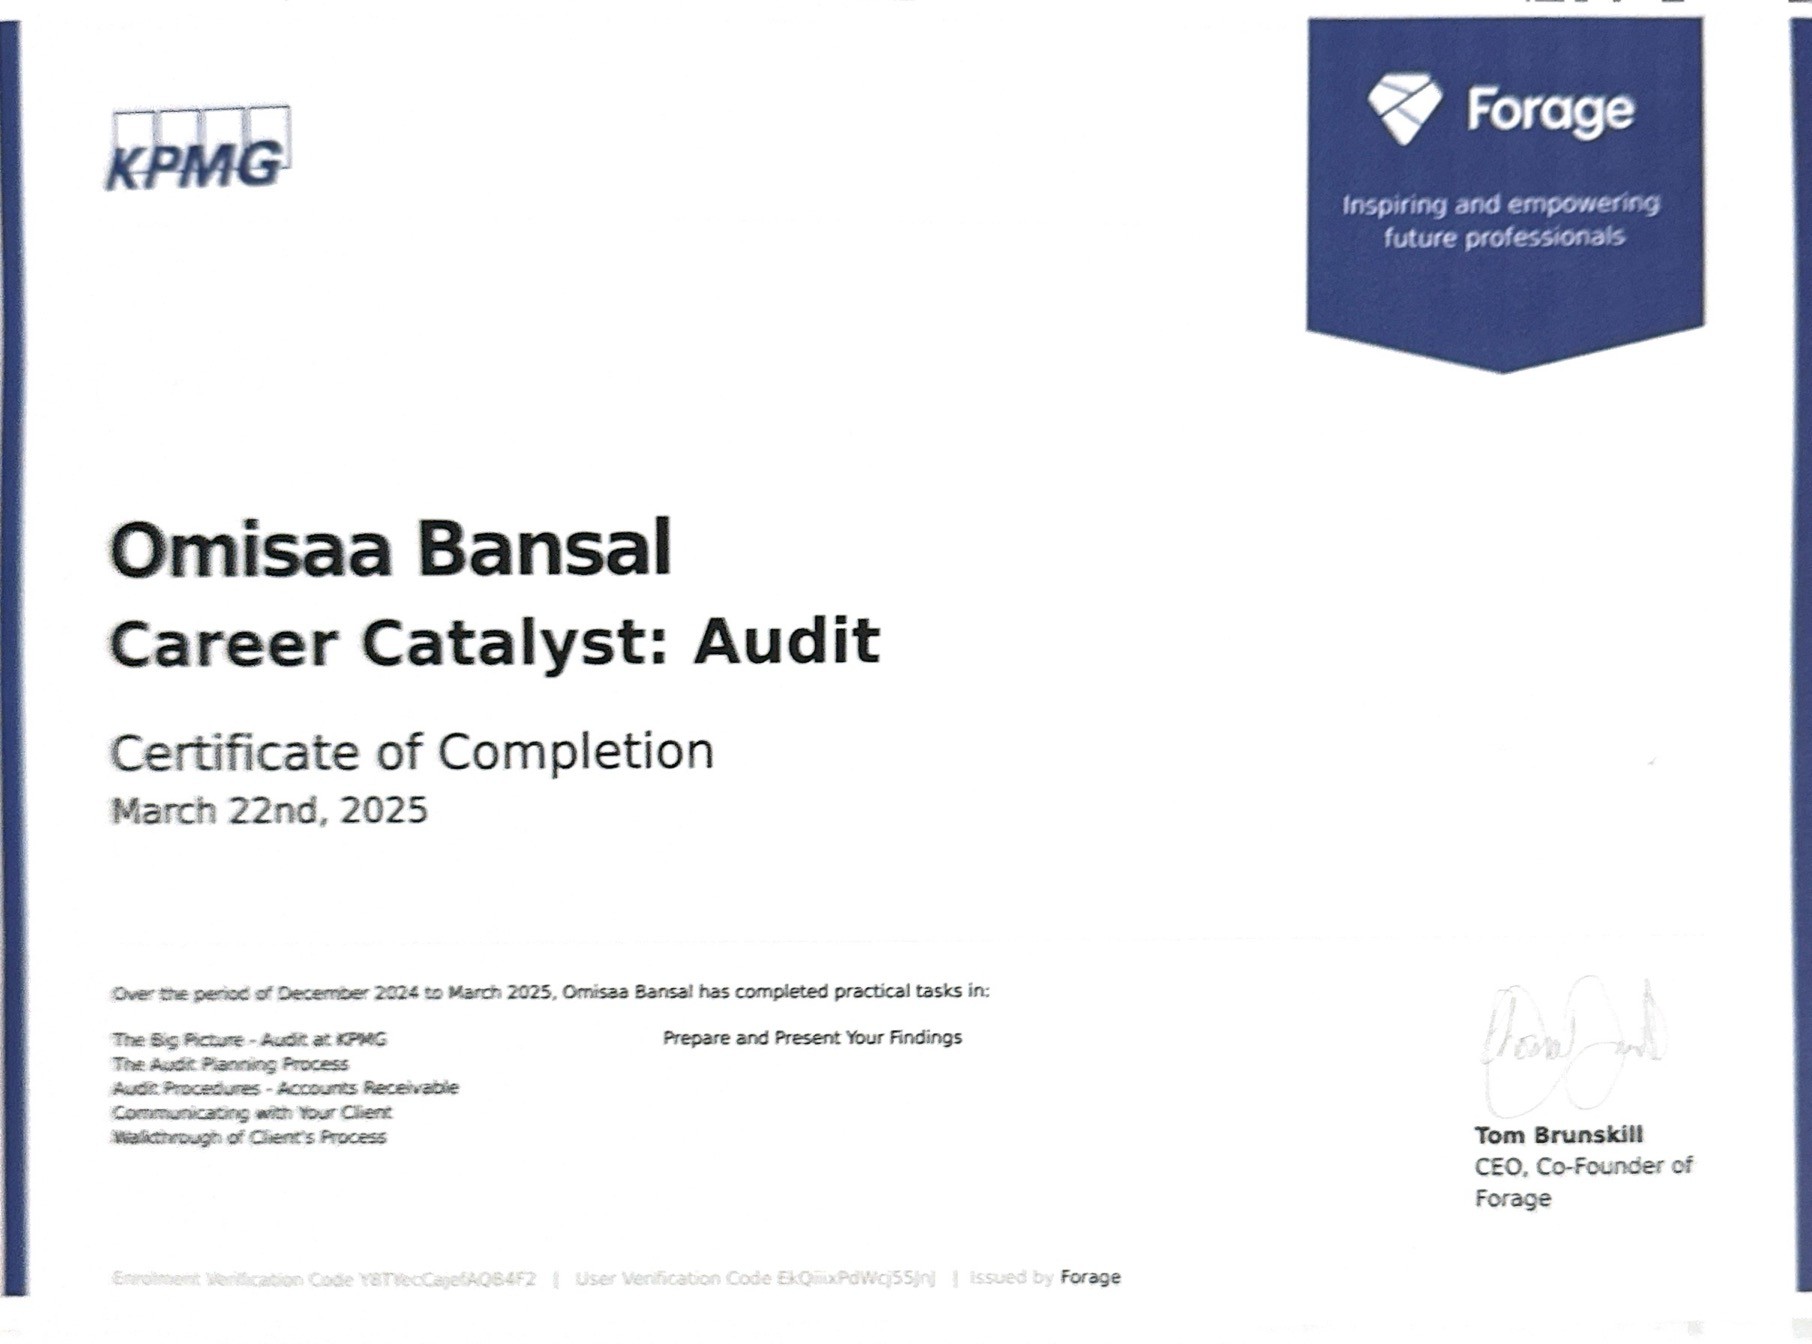 KPMG
Forage
Inspiring and empowering
future professionals
Omisaa Bansal
Career Catalyst: Audit
Certificate of Completion
March 22nd, 2025
Over the period of December 2024 to March 2025, Omisaa Bansal has completed practical tasks in:
The Big Picture - Audit at KPMG
The Audit Planning Process
Audit Procedures - Accounts Receivable
Communicating with Your Client
Walkthrough of Client's Process
Prepare and Present Your Findings
Tom Brunskill
CEO, Co-Founder of
Forage
Enrolment Verification Code | User Verification Code | Issued by Forage